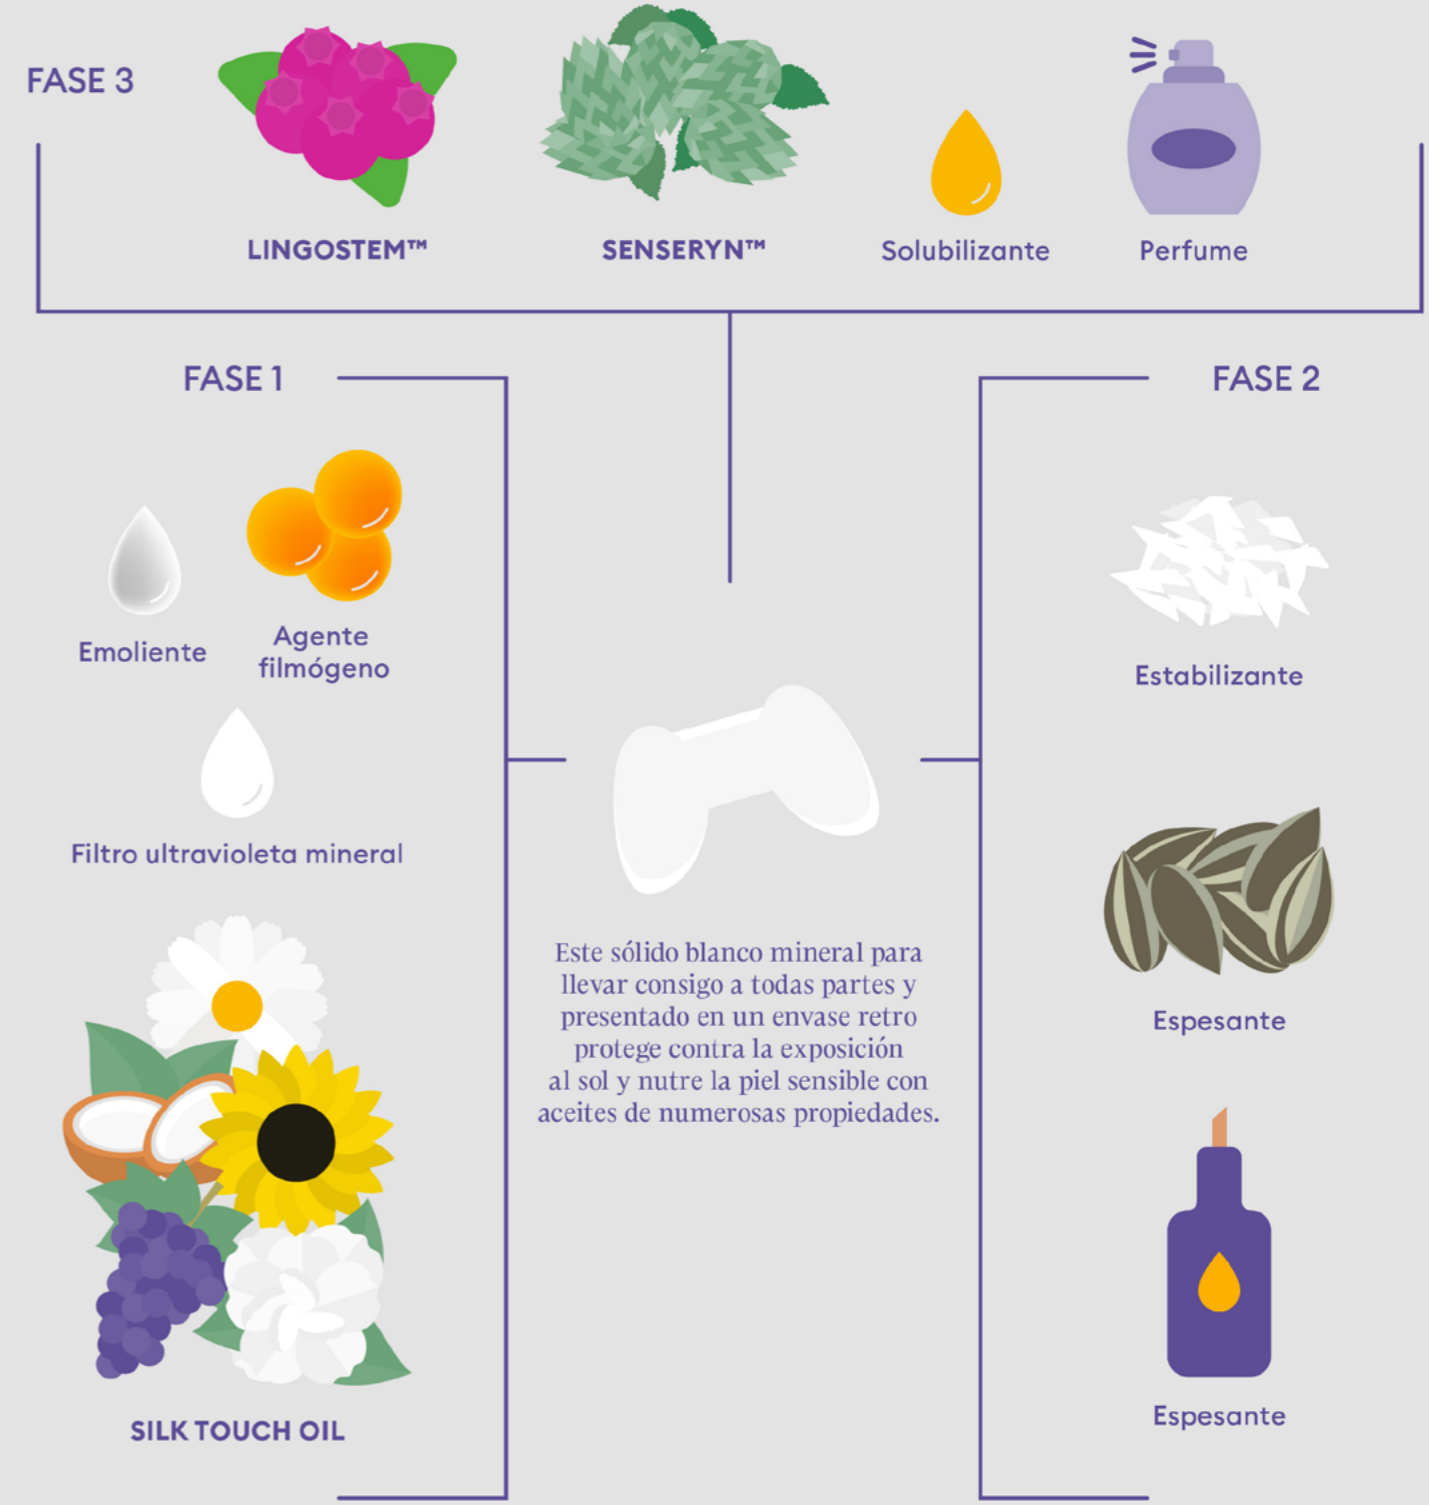 FASE 3
LINGOSTEM™
SENSERYN™
Solubilizante
Perfume
FASE 1
Emoliente
Agente
filmógeno
Filtro ultravioleta mineral
SILK TOUCH OIL
Este sólido blanco mineral para
llevar consigo a todas partes y
presentado en un envase retro
protege contra la exposición
al sol y nutre la piel sensible con
aceites de numerosas propiedades.
FASE 2
Estabilizante
Espesante
Espesante